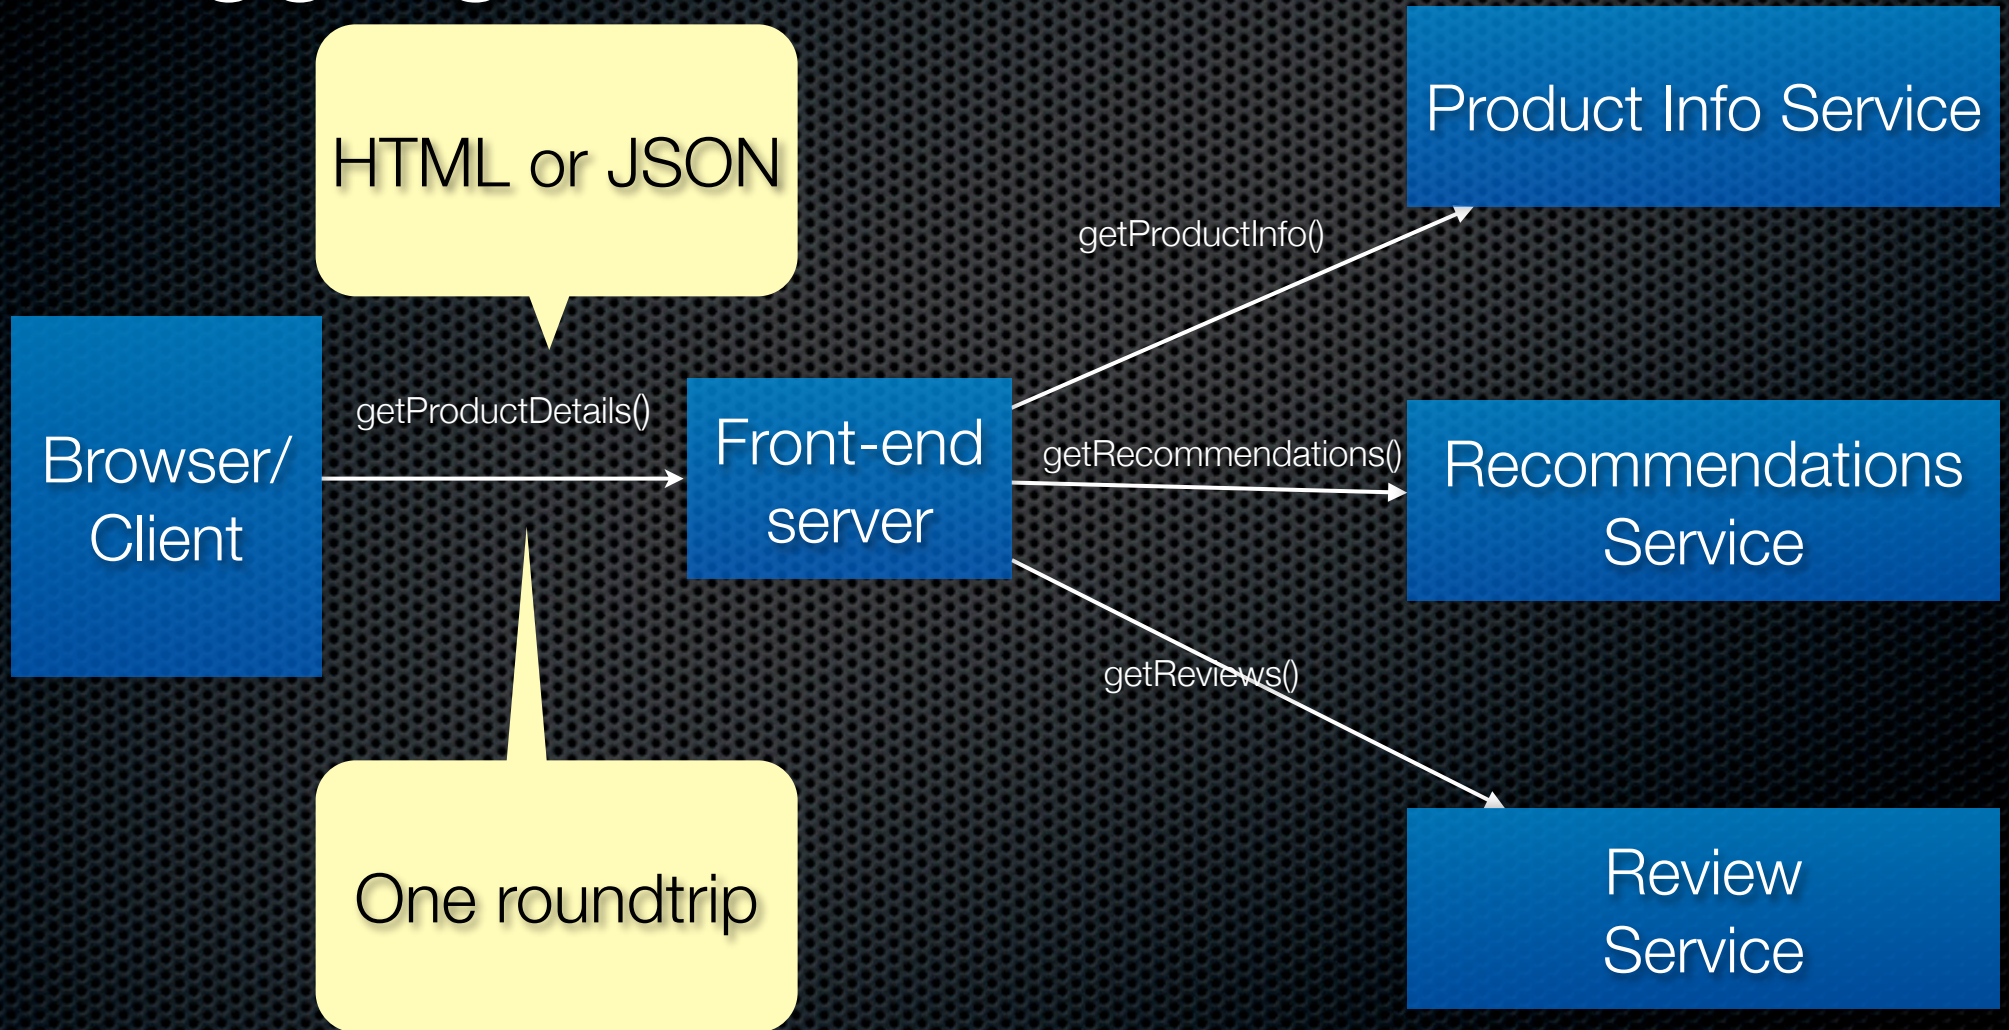 HTML or JSON
Product Info Service
getProductInfo()
Browser/
Client
getProductDetails()
Front-end
server
getRecommendations()
Recommendations
Service
getReviews()
One roundtrip
Review
Service